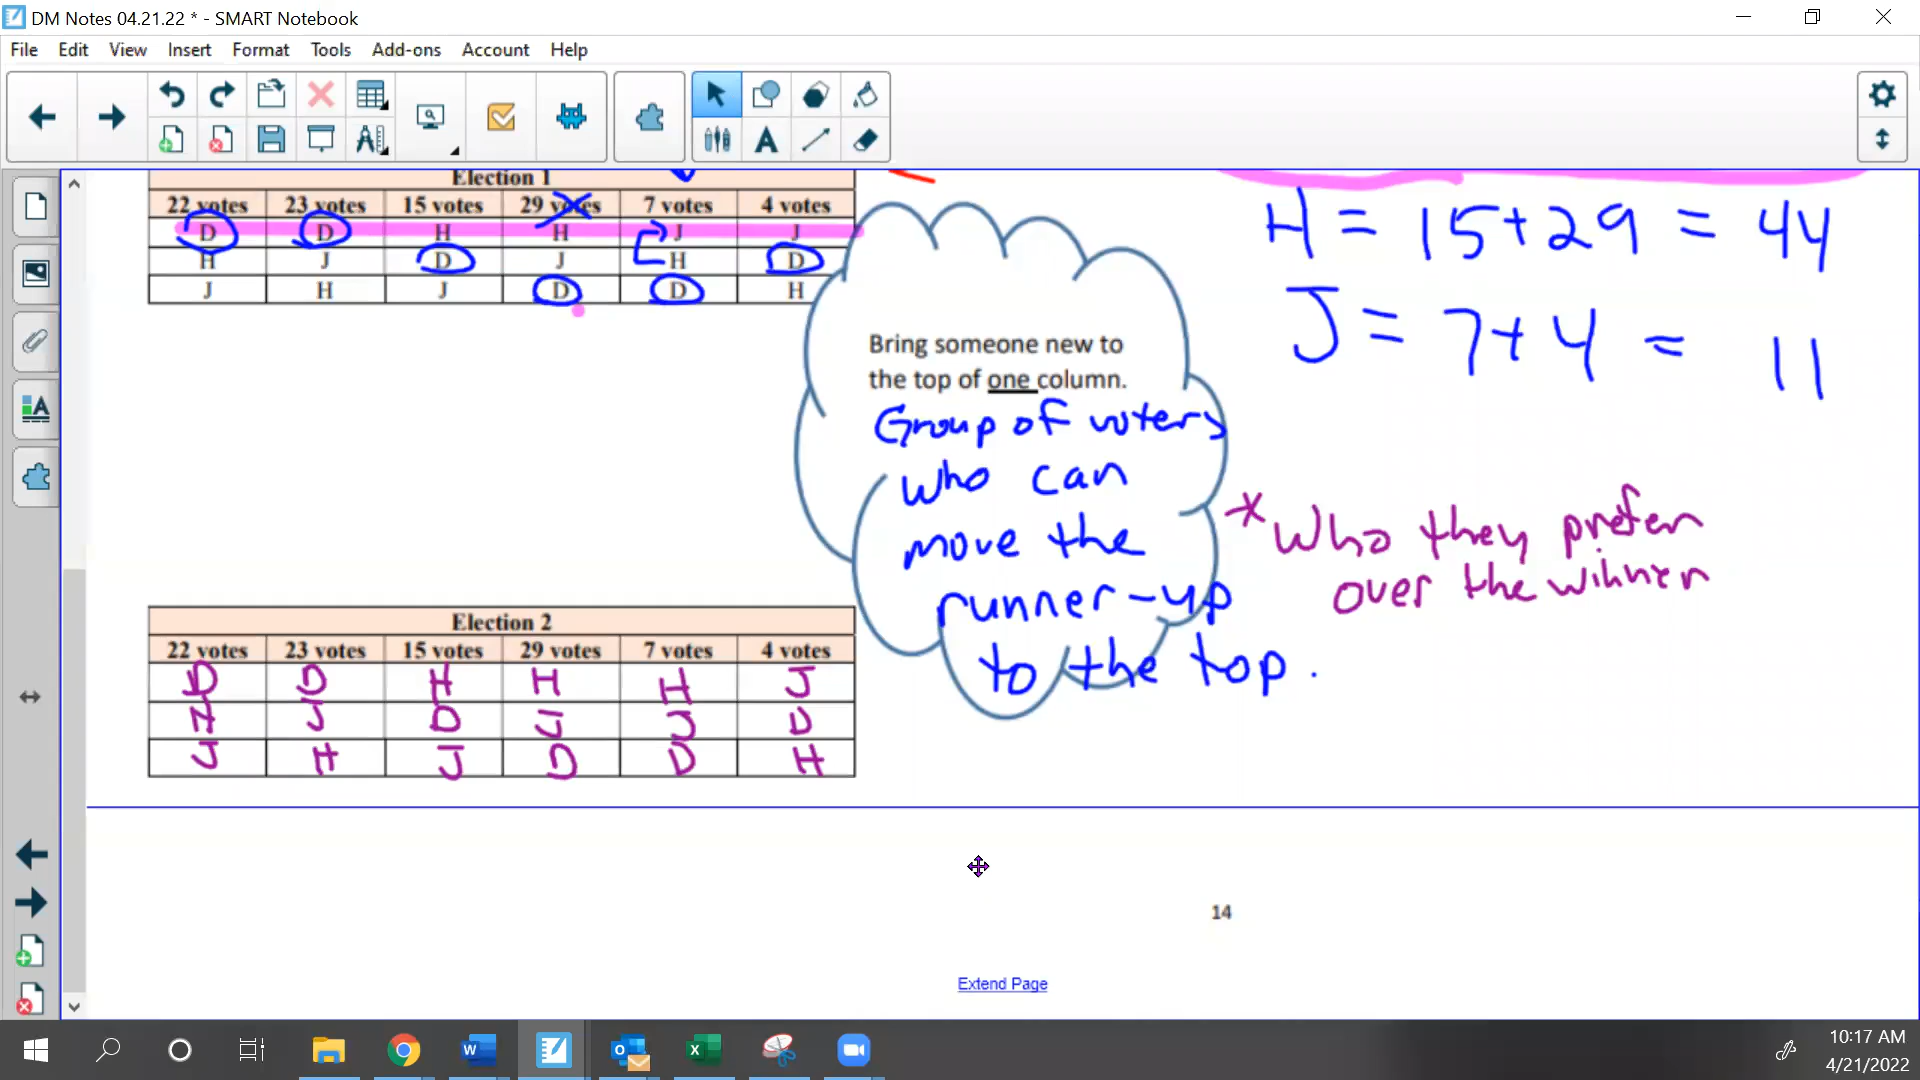 DM Notes 04.21.22 * - SMART Notebook
File Edit View Insert Format Tools Add-ons Account Help
Election 1
22 votes 23 votes 15 votes 29 votes 7 votes 4 votes
D D H H J J
H J D J H D
J H J D D H
H = 15+29 = 44
J = 7+4 = 11
Bring someone new to
the top of one column.
Group of voters
who can
move the
runner-up
to the top.
*Who they prefer
over the winner
Election 2
22 votes 23 votes 15 votes 29 votes 7 votes 4 votes
D D H H H J
H J D J J D
J H J D D H
14
Extend Page
10:17 AM
4/21/2022